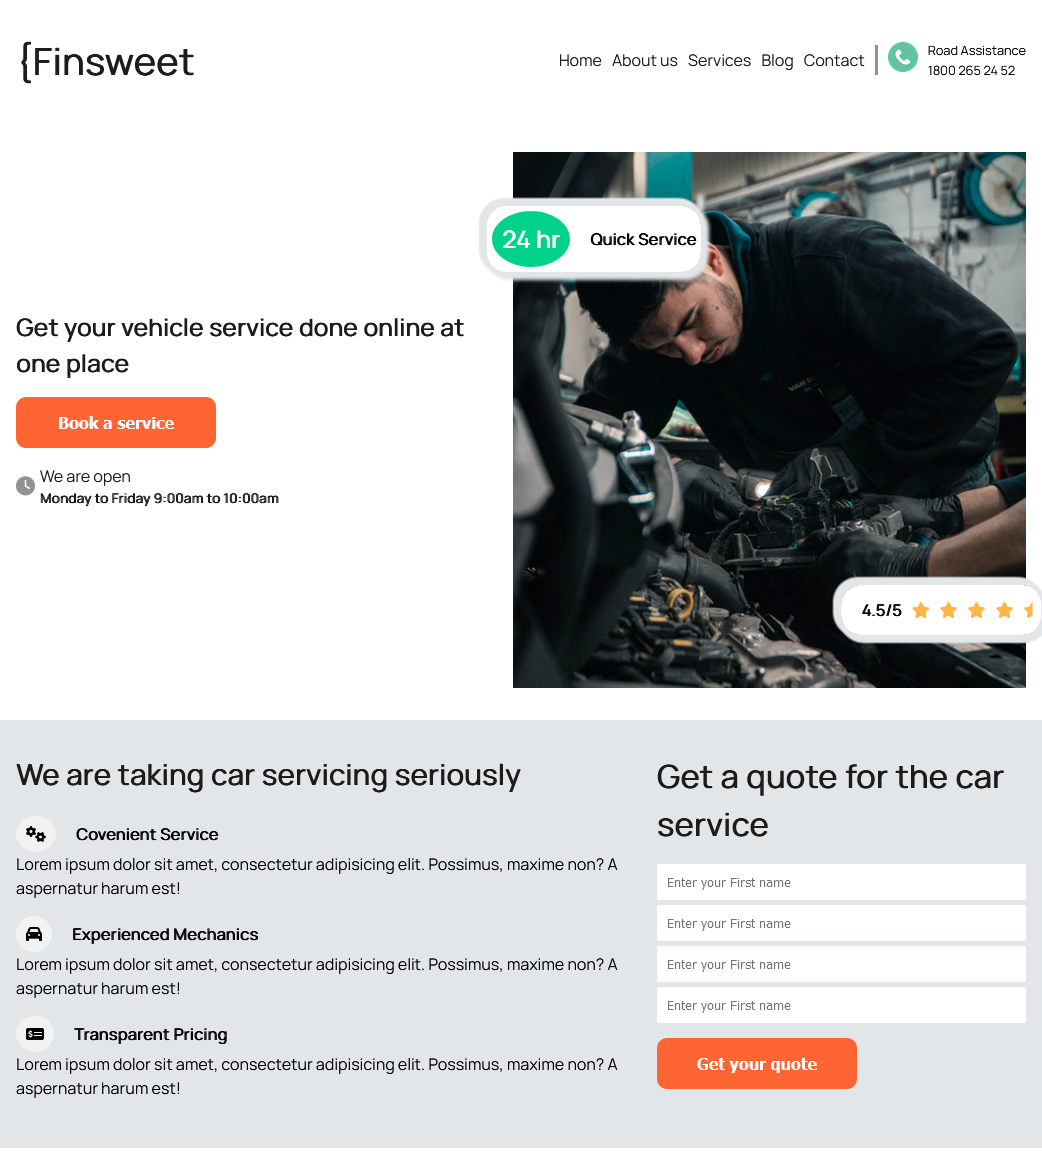 {Finsweet
Home About us Services Blog Contact
Road Assistance
1800 265 24 52
24 hr Quick Service
Get your vehicle service done online at
one place
Book a service
We are open
Monday to Friday 9:00am to 10:00am
4.5/5
We are taking car servicing seriously
Covenient Service
Lorem ipsum dolor sit amet, consectetur adipisicing elit. Possimus, maxime non? A
aspernatur harum est!
Experienced Mechanics
Lorem ipsum dolor sit amet, consectetur adipisicing elit. Possimus, maxime non? A
aspernatur harum est!
Transparent Pricing
Lorem ipsum dolor sit amet, consectetur adipisicing elit. Possimus, maxime non? A
aspernatur harum est!
Get a quote for the car
service
Enter your First name
Enter your First name
Enter your First name
Enter your First name
Get your quote